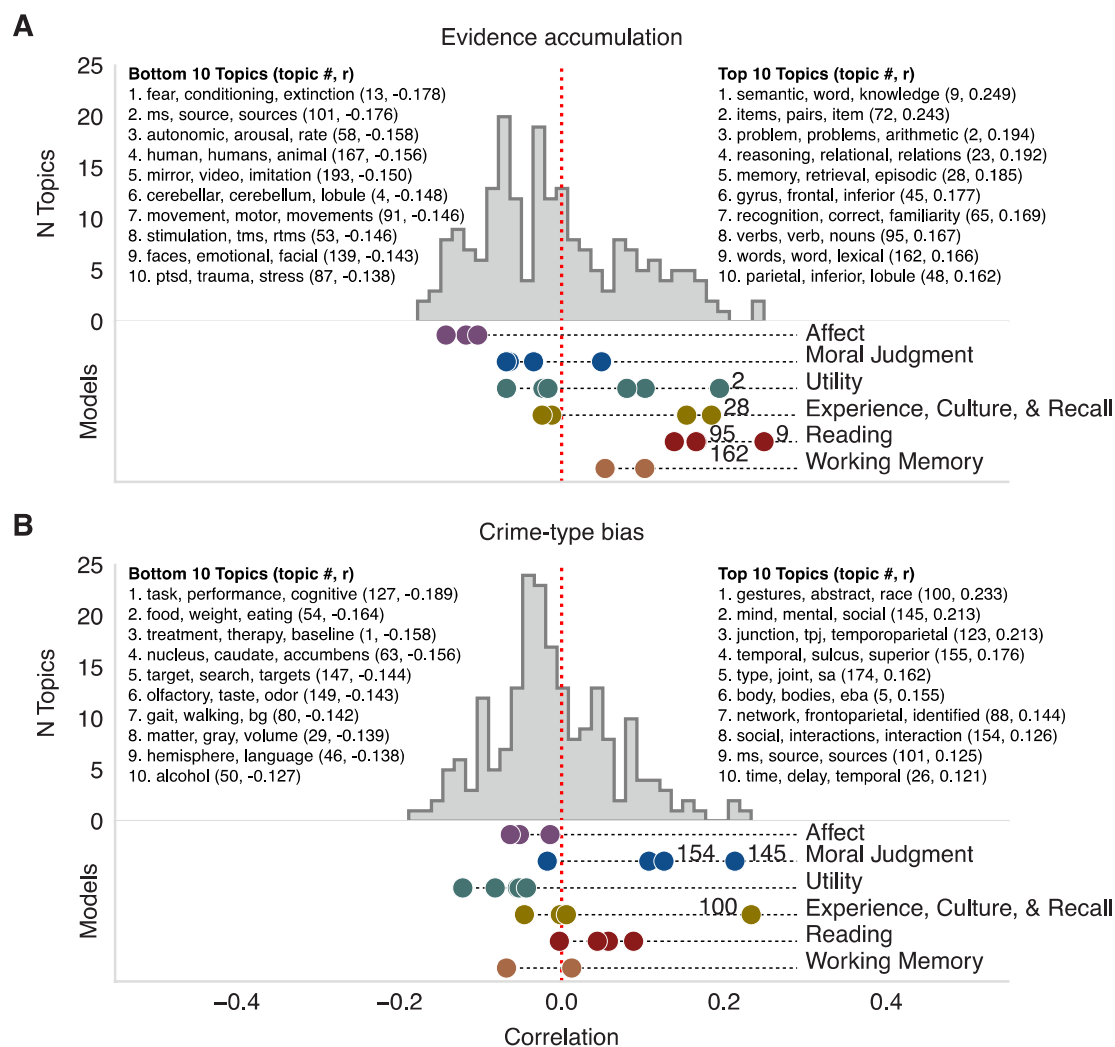 A
Evidence accumulation
25
20
15
10
5
0
N Topics
Bottom 10 Topics (topic #, r)
1. fear, conditioning, extinction (13, -0.178)
2. ms, source, sources (101, -0.176)
3. autonomic, arousal, rate (58, -0.158)
4. human, humans, animal (167, -0.156)
5. mirror, video, imitation (193, -0.150)
6. cerebellar, cerebellum, lobule (4, -0.148)
7. movement, motor, movements (91, -0.146)
8. stimulation, tms, rtms (53, -0.146)
9. faces, emotional, facial (139, -0.143)
10. ptsd, trauma, stress (87, -0.138)
Top 10 Topics (topic #, r)
1. semantic, word, knowledge (9, 0.249)
2. items, pairs, item (72, 0.243)
3. problem, problems, arithmetic (2, 0.194)
4. reasoning, relational, relations (23, 0.192)
5. memory, retrieval, episodic (28, 0.185)
6. gyrus, frontal, inferior (45, 0.177)
7. recognition, correct, familiarity (65, 0.169)
8. verbs, verb, nouns (95, 0.167)
9. words, word, lexical (162, 0.166)
10. parietal, inferior, lobule (48, 0.162)
Models
Affect
Moral Judgment
2 Utility
28 Experience, Culture, & Recall
95 9 Reading
162 Working Memory
B
Crime-type bias
25
20
15
10
5
0
N Topics
Bottom 10 Topics (topic #, r)
1. task, performance, cognitive (127, -0.189)
2. food, weight, eating (54, -0.164)
3. treatment, therapy, baseline (1, -0.158)
4. nucleus, caudate, accumbens (63, -0.156)
5. target, search, targets (147, -0.144)
6. olfactory, taste, odor (149, -0.143)
7. gait, walking, bg (80, -0.142)
8. matter, gray, volume (29, -0.139)
9. hemisphere, language (46, -0.138)
10. alcohol (50, -0.127)
Top 10 Topics (topic #, r)
1. gestures, abstract, race (100, 0.233)
2. mind, mental, social (145, 0.213)
3. junction, tpj, temporoparietal (123, 0.213)
4. temporal, sulcus, superior (155, 0.176)
5. type, joint, sa (174, 0.162)
6. body, bodies, eba (5, 0.155)
7. network, frontoparietal, identified (88, 0.144)
8. social, interactions, interaction (154, 0.126)
9. ms, source, sources (101, 0.125)
10. time, delay, temporal (26, 0.121)
Models
Affect
154 145 Moral Judgment
Utility
100 Experience, Culture, & Recall
Reading
Working Memory
−0.4 −0.2 0.0 0.2 0.4
Correlation